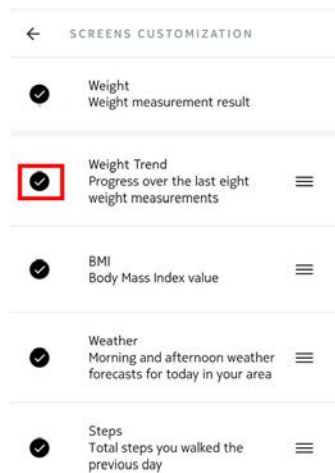 SCREENS CUSTOMIZATION
Weight
Weight measurement result
Weight Trend
Progress over the last eight
weight measurements
BMI
Body Mass Index value
Weather
Morning and afternoon weather
forecasts for today in your area
Steps
Total steps you walked the
previous day